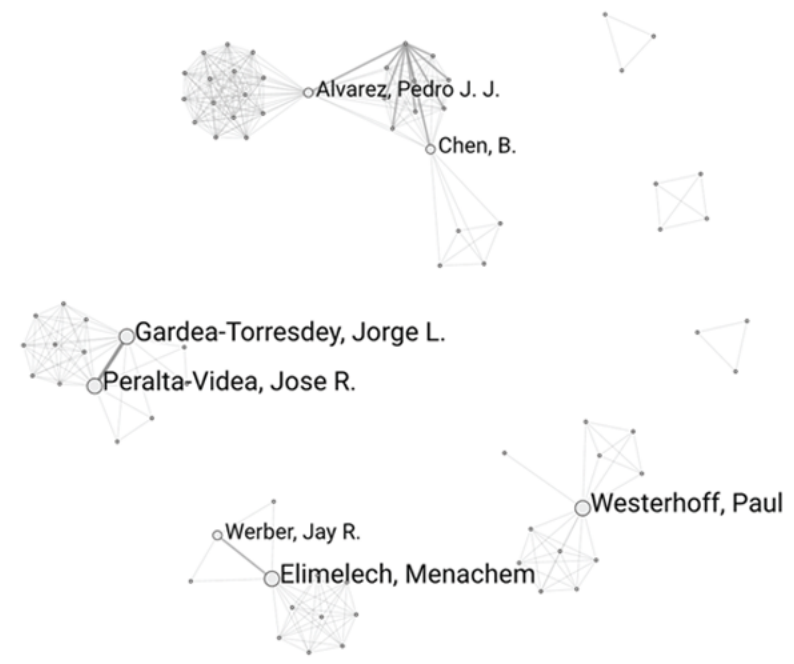 Alvarez, Pedro J. J.
Chen, B.
Gardea-Torresdey, Jorge L.
Peralta-Videa, Jose R.
Westerhoff, Paul
Werber, Jay R.
Elimelech, Menachem